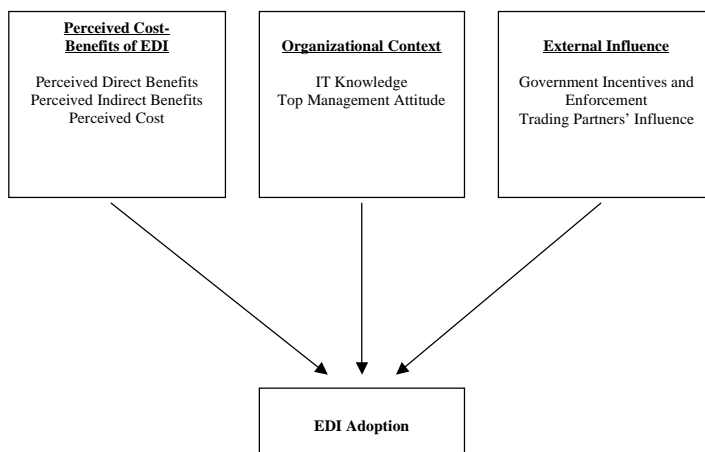 Perceived Cost-
Benefits of EDI
Perceived Direct Benefits
Perceived Indirect Benefits
Perceived Cost
Organizational Context
IT Knowledge
Top Management Attitude
External Influence
Government Incentives and
Enforcement
Trading Partners' Influence
EDI Adoption